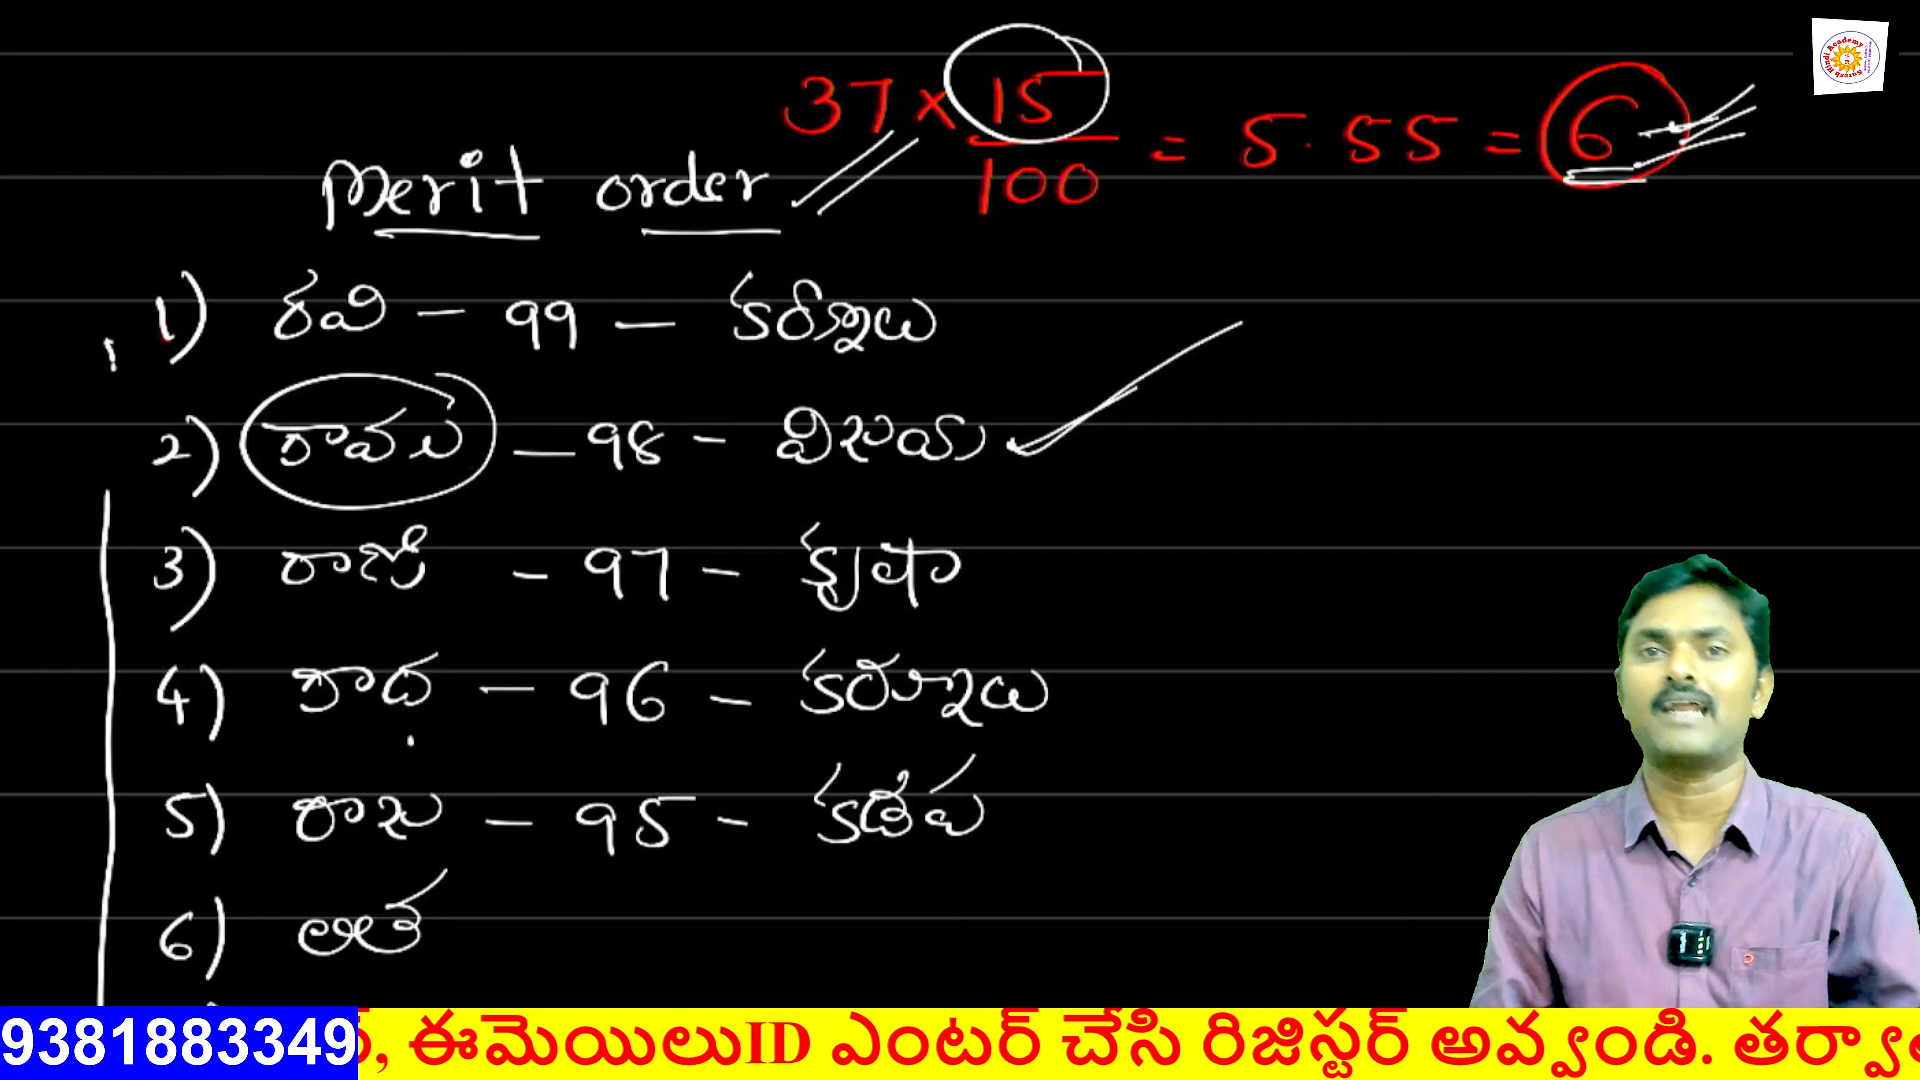 37 × 15/100 = 5.55 = 6
Merit order
1) రవి - 99 - కర్నూలు
2) రాము - 98 - విజయ
3) రాణి - 97 - కృష్ణా
4) రాధ - 96 - కర్నూలు
5) రాజు - 95 - కడప
6) లత
9381883349 , ఈమెయిలుID ఎంటర్ చేసి రిజిస్టర్ అవ్వండి. తర్వా